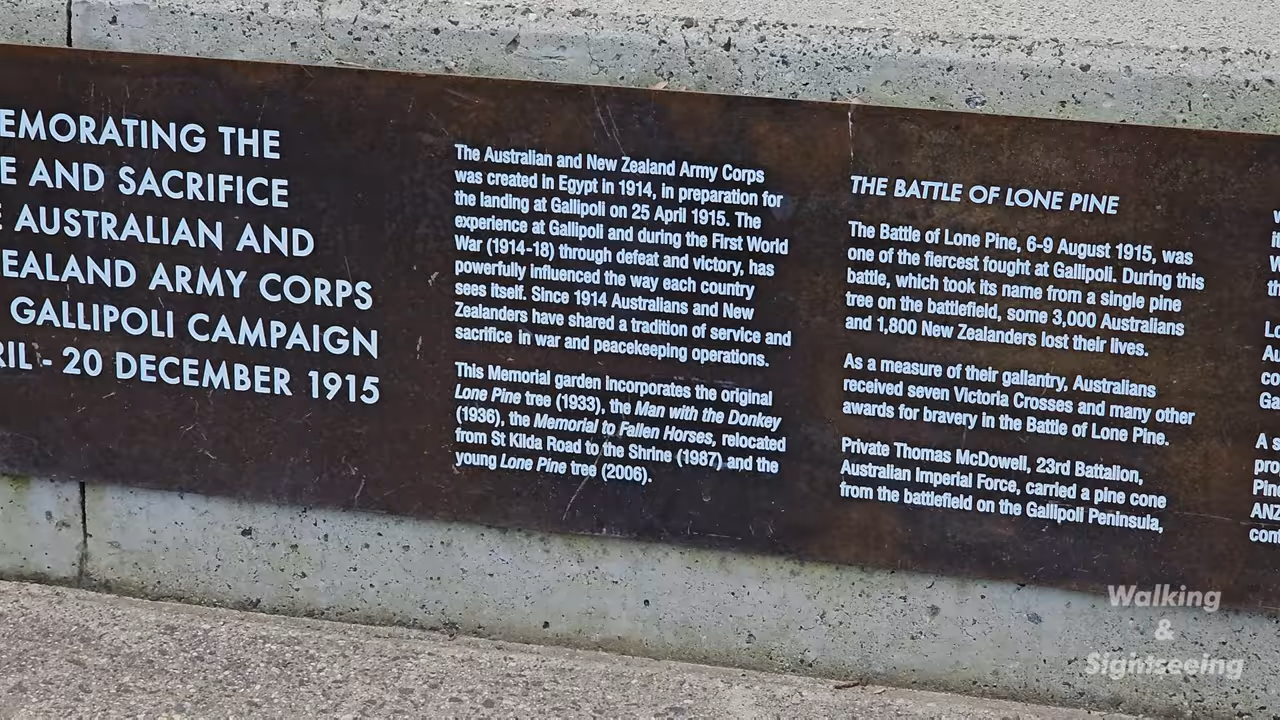 EMORATING THE
E AND SACRIFICE
E AUSTRALIAN AND
EALAND ARMY CORPS
GALLIPOLI CAMPAIGN
RIL - 20 DECEMBER 1915
The Australian and New Zealand Army Corps
was created in Egypt in 1914, in preparation for
the landing at Gallipoli on 25 April 1915. The
experience at Gallipoli and during the First World
War (1914-18) through defeat and victory, has
powerfully influenced the way each country
sees itself. Since 1914 Australians and New
Zealanders have shared a tradition of service and
sacrifice in war and peacekeeping operations.
This Memorial garden incorporates the original
Lone Pine tree (1933), the Man with the Donkey
(1936), the Memorial to Fallen Horses, relocated
from St Kilda Road to the Shrine (1987) and the
young Lone Pine tree (2006).
THE BATTLE OF LONE PINE
The Battle of Lone Pine, 6-9 August 1915, was
one of the fiercest fought at Gallipoli. During this
battle, which took its name from a single pine
tree on the battlefield, some 3,000 Australians
and 1,800 New Zealanders lost their lives.
As a measure of their gallantry, Australians
received seven Victoria Crosses and many other
awards for bravery in the Battle of Lone Pine.
Private Thomas McDowell, 23rd Battalion,
Australian Imperial Force, carried a pine cone
from the battlefield on the Gallipoli Peninsula,
Walking
&
Sightseeing